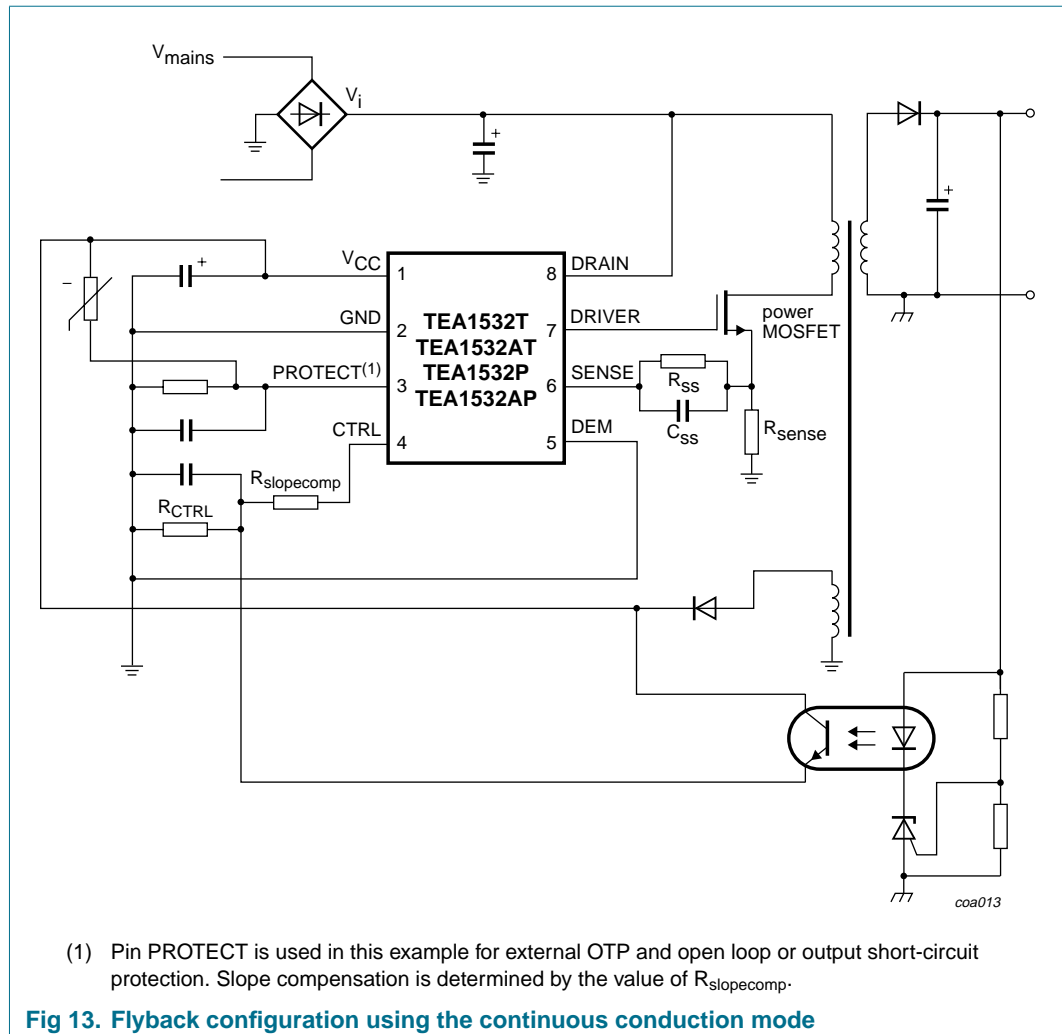 Vmains
Vi
+
+
+
–
VCC
1
8
DRAIN
GND
2
TEA1532T
7
DRIVER
power
MOSFET
TEA1532AT
PROTECT(1)
3
TEA1532P
6
SENSE
TEA1532AP
Rss
Css
CTRL
4
5
DEM
Rsense
Rslopecomp
RCTRL
coa013
(1) Pin PROTECT is used in this example for external OTP and open loop or output short-circuit
protection. Slope compensation is determined by the value of Rslopecomp.
Fig 13. Flyback configuration using the continuous conduction mode